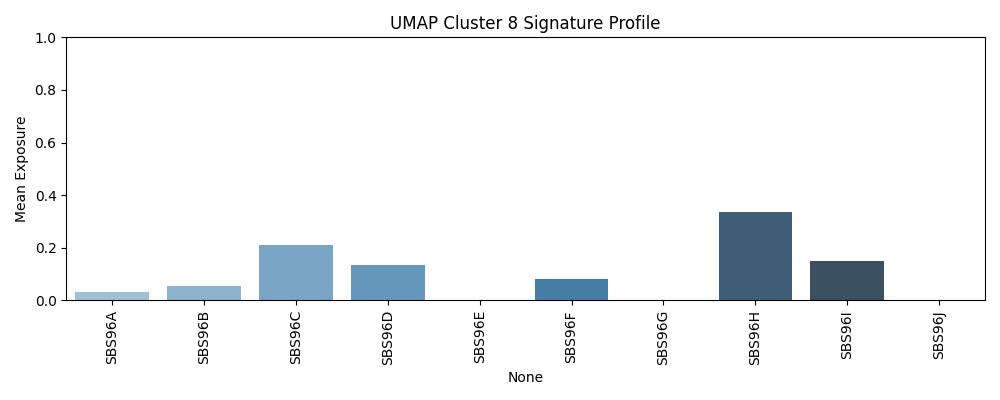 UMAP Cluster 8 Signature Profile
1.0
0.8
0.6
0.4
0.2
0.0
Mean Exposure
SBS96A
SBS96B
SBS96C
SBS96D
SBS96E
SBS96F
SBS96G
SBS96H
SBS96I
SBS96J
None